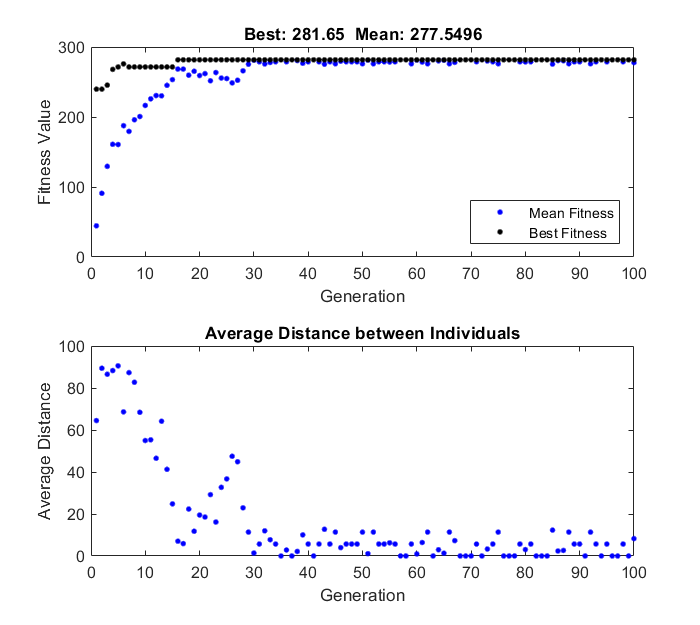 Best: 281.65 Mean: 277.5496
300
200
100
0
Fitness Value
Mean Fitness
Best Fitness
0 10 20 30 40 50 60 70 80 90 100
Generation
Average Distance between Individuals
100
80
60
40
20
0
Average Distance
0 10 20 30 40 50 60 70 80 90 100
Generation